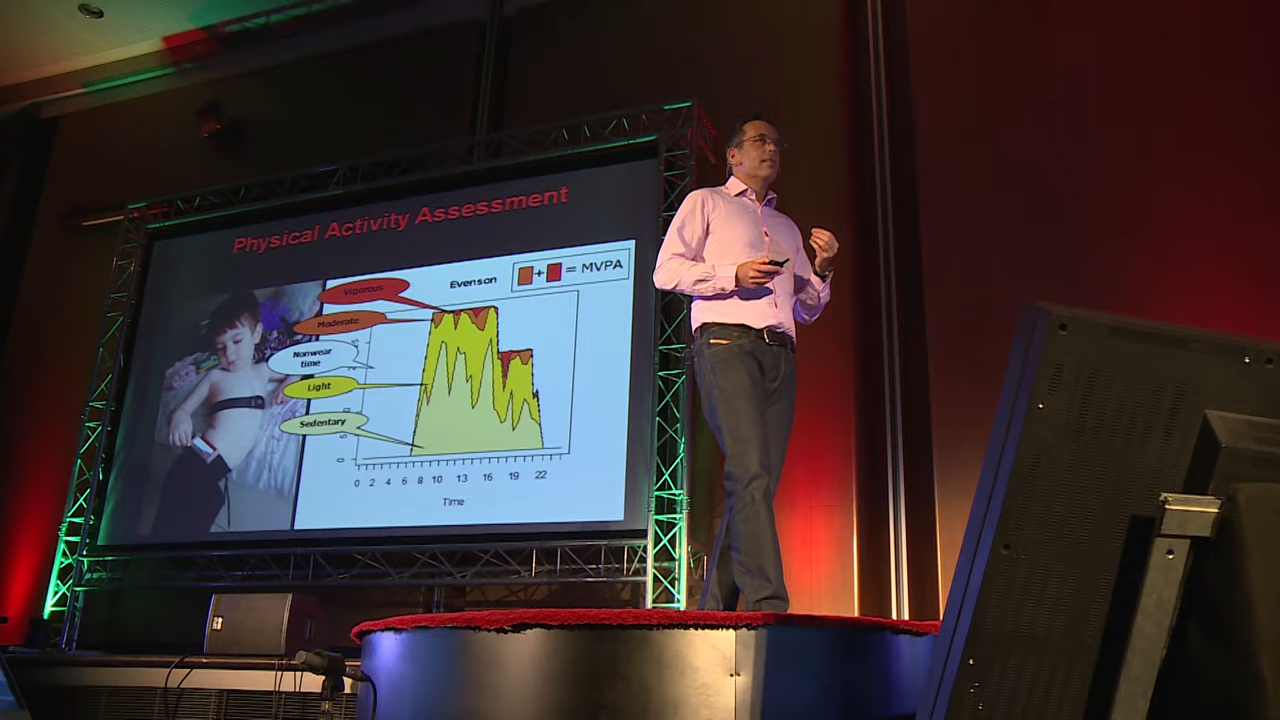 Physical Activity Assessment
Evenson
+ = MVPA
Vigorous
Moderate
Nonwear
time
Light
Sedentary
0
0 2 4 6 8 10 13 16 19 22
Time